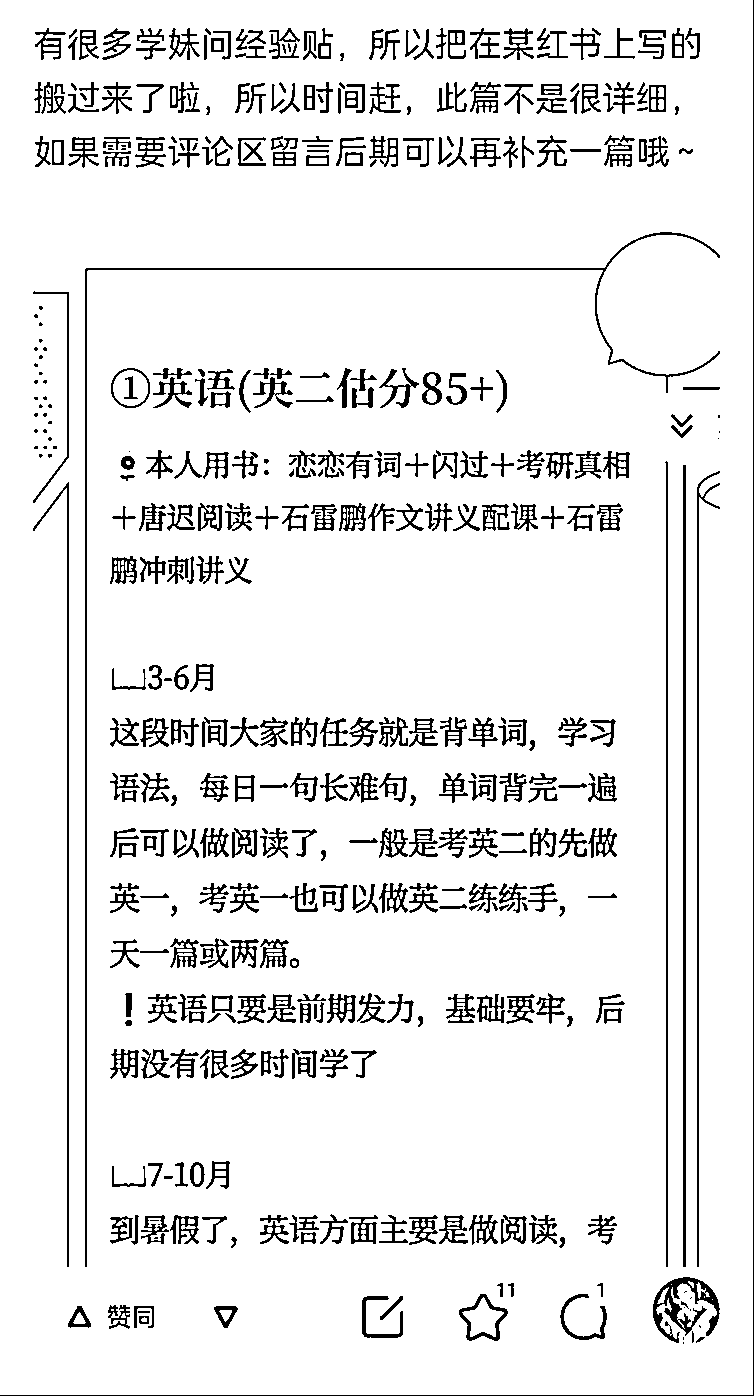 有很多学妹问经验贴，所以把在某红书上写的
搬过来了啦，所以时间赶，此篇不是很详细，
如果需要评论区留言后期可以再补充一篇哦~
①英语(英二估分85+)
本人用书：恋恋有词＋闪过＋考研真相
＋唐迟阅读＋石雷鹏作文讲义配课＋石雷
鹏冲刺讲义
3-6月
这段时间大家的任务就是背单词，学习
语法，每日一句长难句，单词背完一遍
后可以做阅读了，一般是考英二的先做
英一，考英一也可以做英二练练手，一
天一篇或两篇。
❗英语只要是前期发力，基础要牢，后
期没有很多时间学了
7-10月
到暑假了，英语方面主要是做阅读，考
赞同
11
1